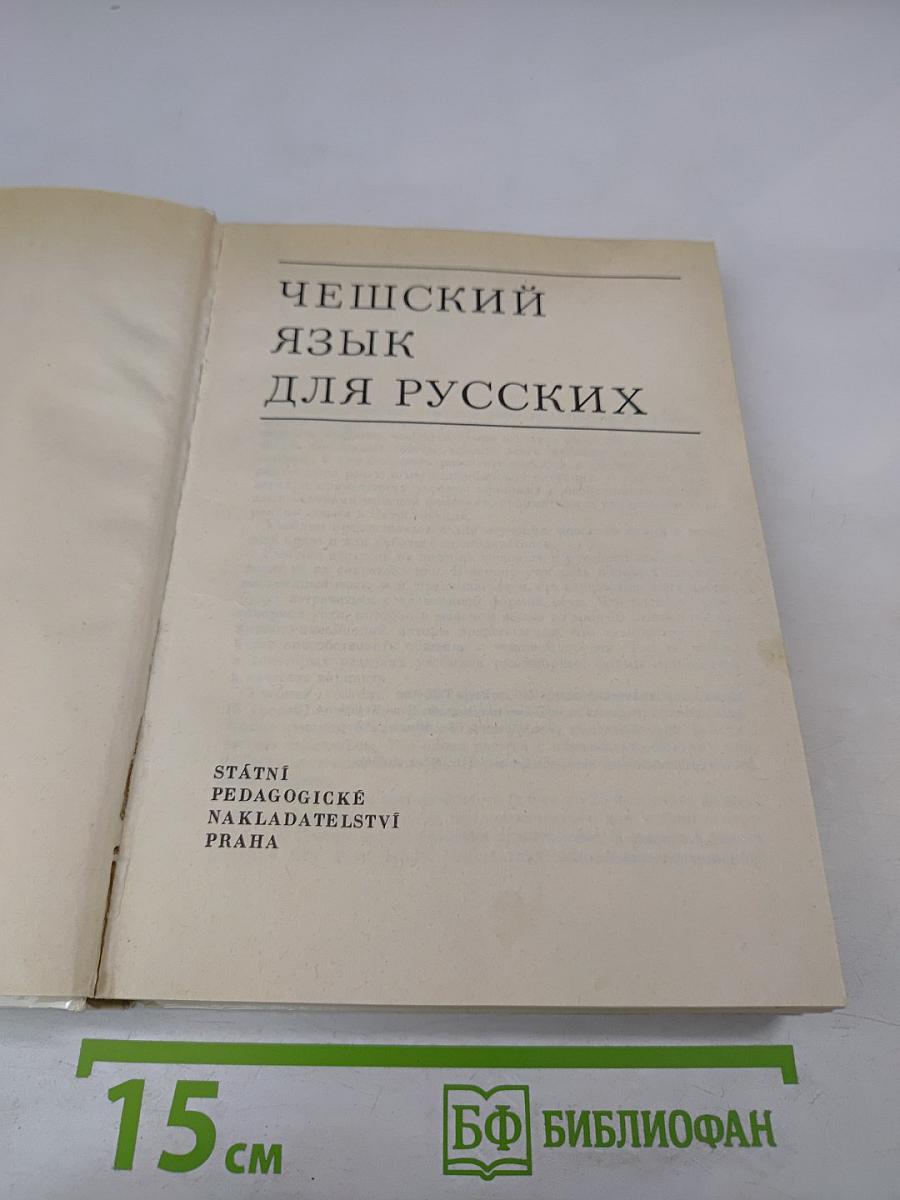 ЧЕШСКИЙ
ЯЗЫК
ДЛЯ РУССКИХ
STÁTNÍ
PEDAGOGICKÉ
NAKLADATELSTVÍ
PRAHA
15 см
БФ БИБЛИОФАН